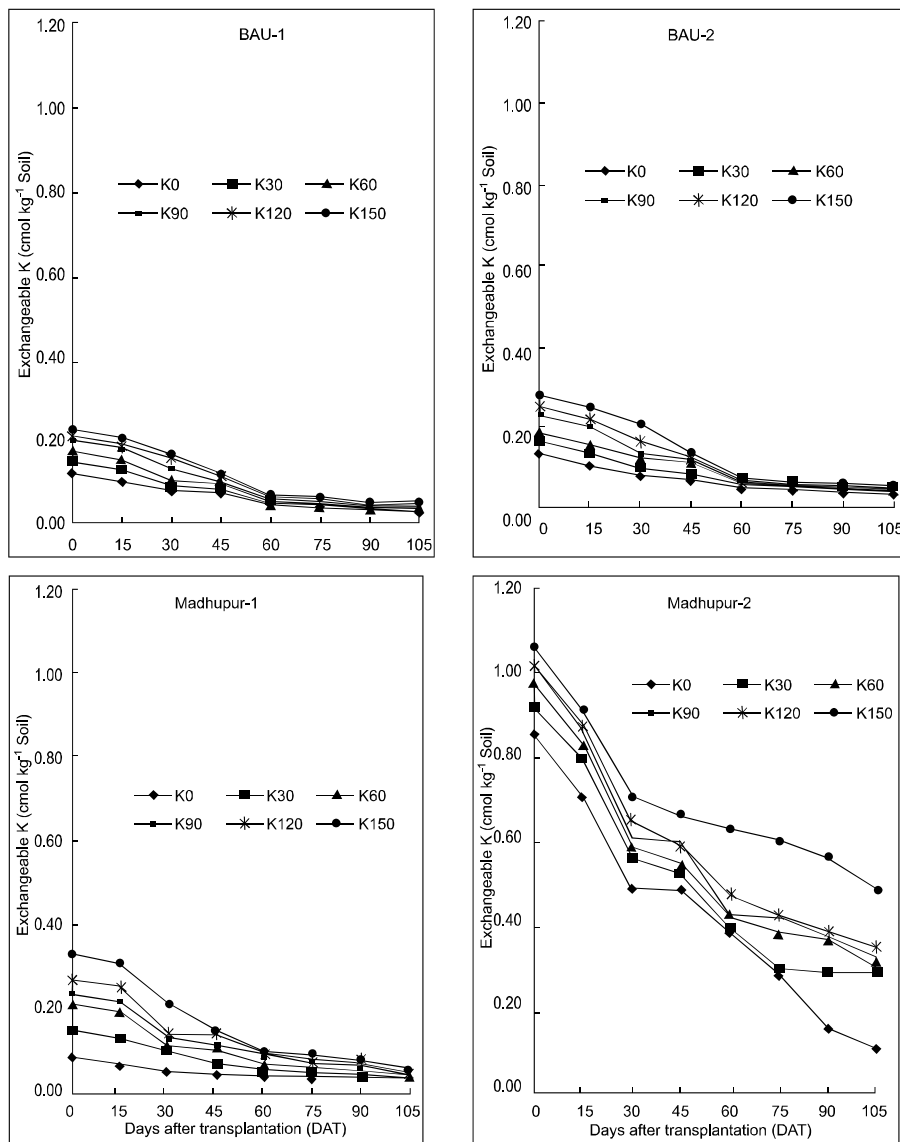 BAU-1
1.20
1.00
0.80
0.60
0.40
0.20
0.00
Exchangeable K (cmol kg⁻¹ Soil)
K0 K30 K60
K90 K120 K150
0 15 30 45 60 75 90 105
BAU-2
1.20
1.00
0.80
0.60
0.40
0.20
0.00
Exchangeable K (cmol kg⁻¹ Soil)
K0 K30 K60
K90 K120 K150
0 15 30 45 60 75 90 105
Madhupur-1
1.20
1.00
0.80
0.60
0.40
0.20
0.00
Exchangeable K (cmol kg⁻¹ Soil)
K0 K30 K60
K90 K120 K150
0 15 30 45 60 75 90 105
Days after transplantation (DAT)
Madhupur-2
1.20
1.00
0.80
0.60
0.40
0.20
1.00
Exchangeable K (cmol kg⁻¹ Soil)
K0 K30 K60
K90 K120 K150
0 15 30 45 60 75 90 105
Days after transplantation (DAT)